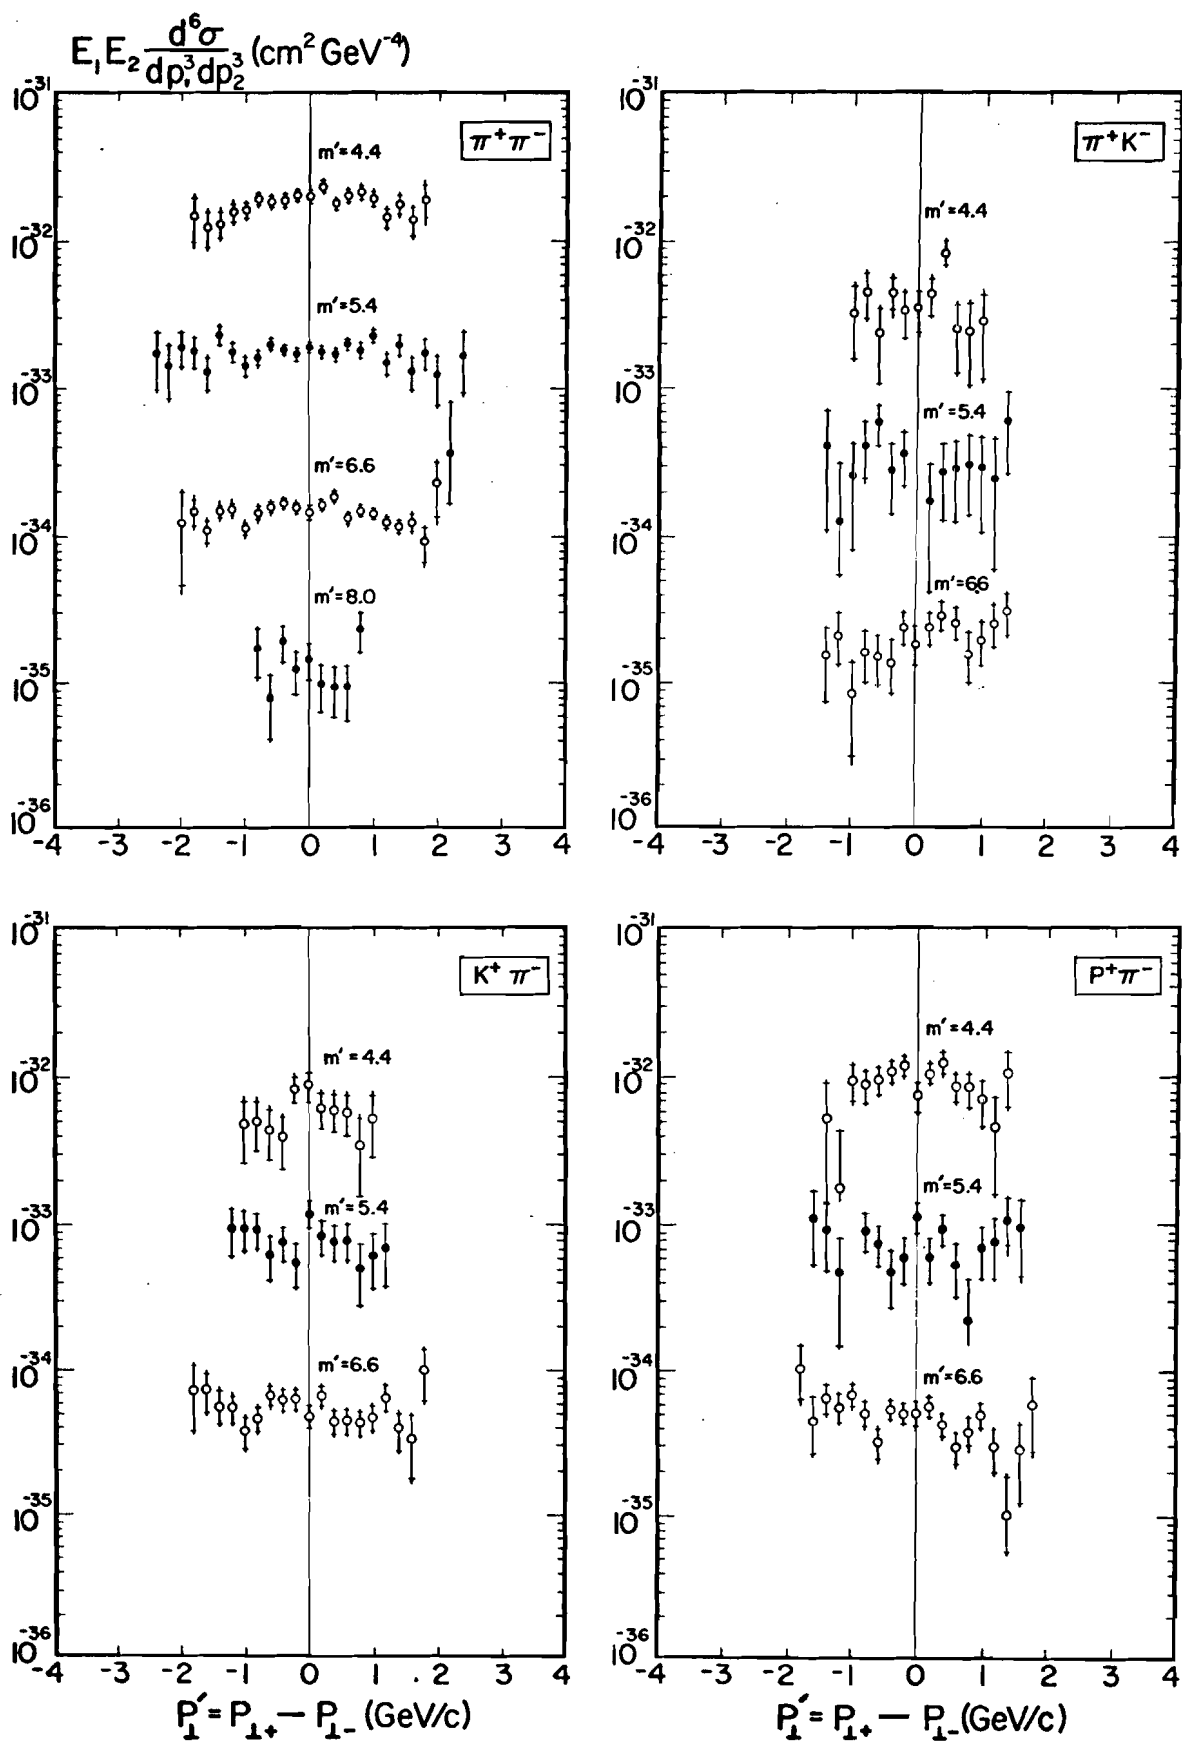 E₁E₂ d⁶σ/dp₁³dp₂³ (cm² GeV⁻⁴)
10⁻³¹
π⁺π⁻
m′=4.4
10⁻³²
m′=5.4
10⁻³³
m′=6.6
10⁻³⁴
m′=8.0
10⁻³⁵
10⁻³⁶
-4 -3 -2 -1 0 1 2 3 4
10⁻³¹
π⁺K⁻
m′=4.4
10⁻³²
10⁻³³
m′=5.4
10⁻³⁴
m′=6.6
10⁻³⁵
10⁻³⁶
-4 -3 -2 -1 0 1 2 3 4
10⁻³¹
K⁺π⁻
m′=4.4
10⁻³²
10⁻³³
m′=5.4
10⁻³⁴
m′=6.6
10⁻³⁵
10⁻³⁶
-4 -3 -2 -1 0 1 2 3 4
P′⊥=P⊥+ — P⊥- (GeV/c)
10⁻³¹
P⁺π⁻
m′=4.4
10⁻³²
m′=5.4
10⁻³³
10⁻³⁴
m′=6.6
10⁻³⁵
10⁻³⁶
-4 -3 -2 -1 0 1 2 3 4
P′⊥=P⊥+ — P⊥-(GeV/c)